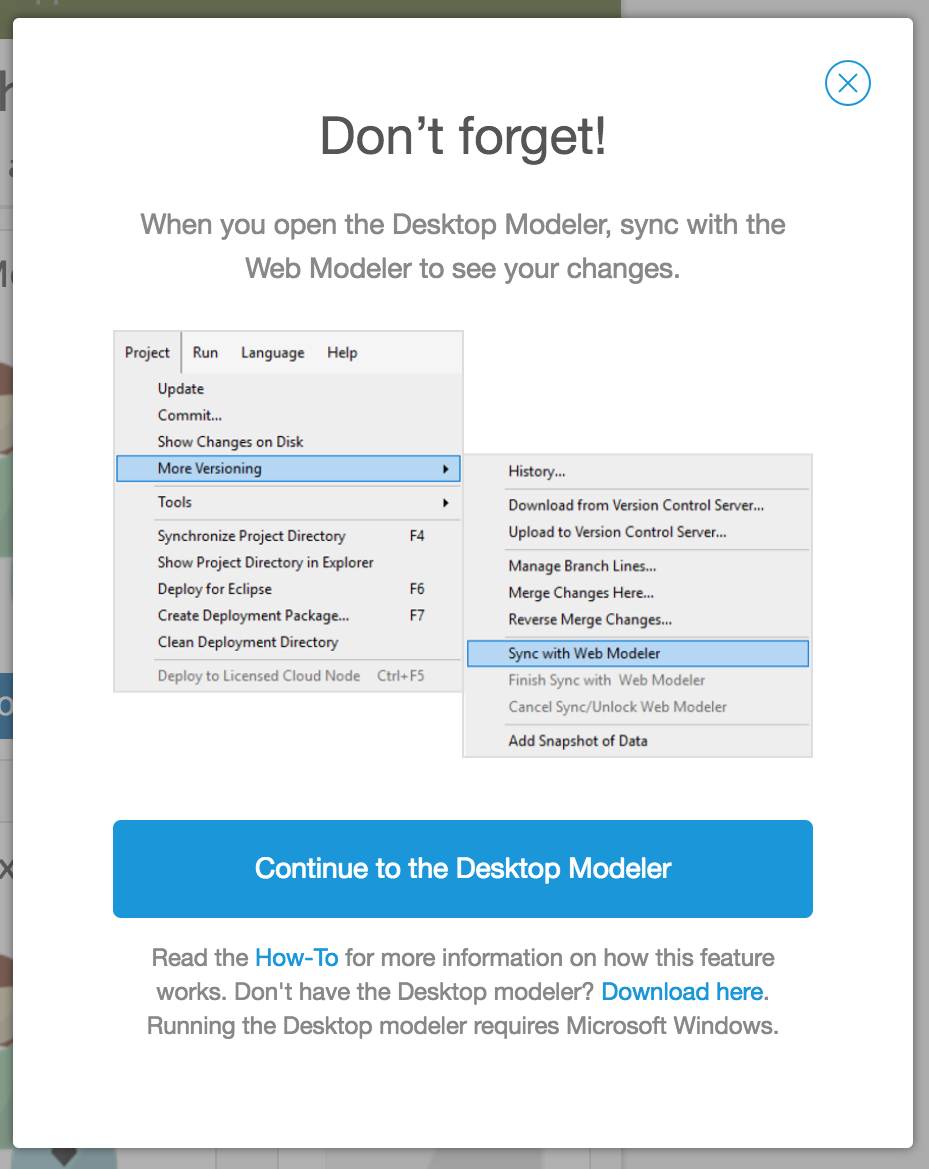 Don’t forget!
When you open the Desktop Modeler, sync with the
Web Modeler to see your changes.
Project Run Language Help
Update
Commit...
Show Changes on Disk
More Versioning
Tools
Synchronize Project Directory F4
Show Project Directory in Explorer
Deploy for Eclipse F6
Create Deployment Package... F7
Clean Deployment Directory
Deploy to Licensed Cloud Node Ctrl+F5
History...
Download from Version Control Server...
Upload to Version Control Server...
Manage Branch Lines...
Merge Changes Here...
Reverse Merge Changes...
Sync with Web Modeler
Finish Sync with  Web Modeler
Cancel Sync/Unlock Web Modeler
Add Snapshot of Data
Continue to the Desktop Modeler
Read the How-To for more information on how this feature
works. Don't have the Desktop modeler? Download here.
Running the Desktop modeler requires Microsoft Windows.